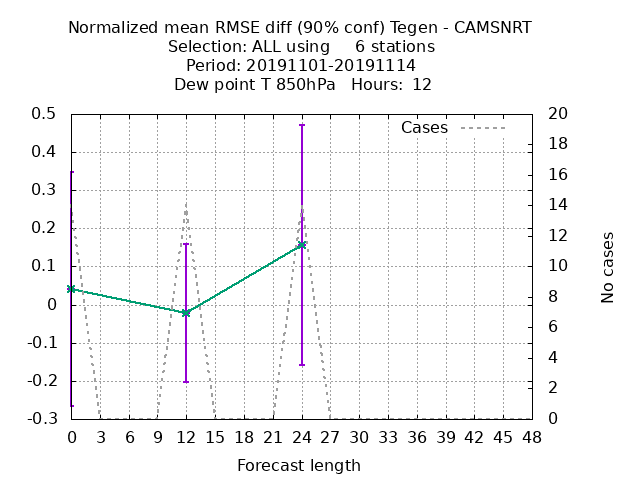 Normalized mean RMSE diff (90% conf) Tegen - CAMSNRT
Selection: ALL using 6 stations
Period: 20191101-20191114
Dew point T 850hPa Hours: 12
Cases
0.5
0.4
0.3
0.2
0.1
0
-0.1
-0.2
-0.3
20
18
16
14
12
10
8
6
4
2
0
No cases
0 3 6 9 12 15 18 21 24 27 30 33 36 39 42 45 48
Forecast length